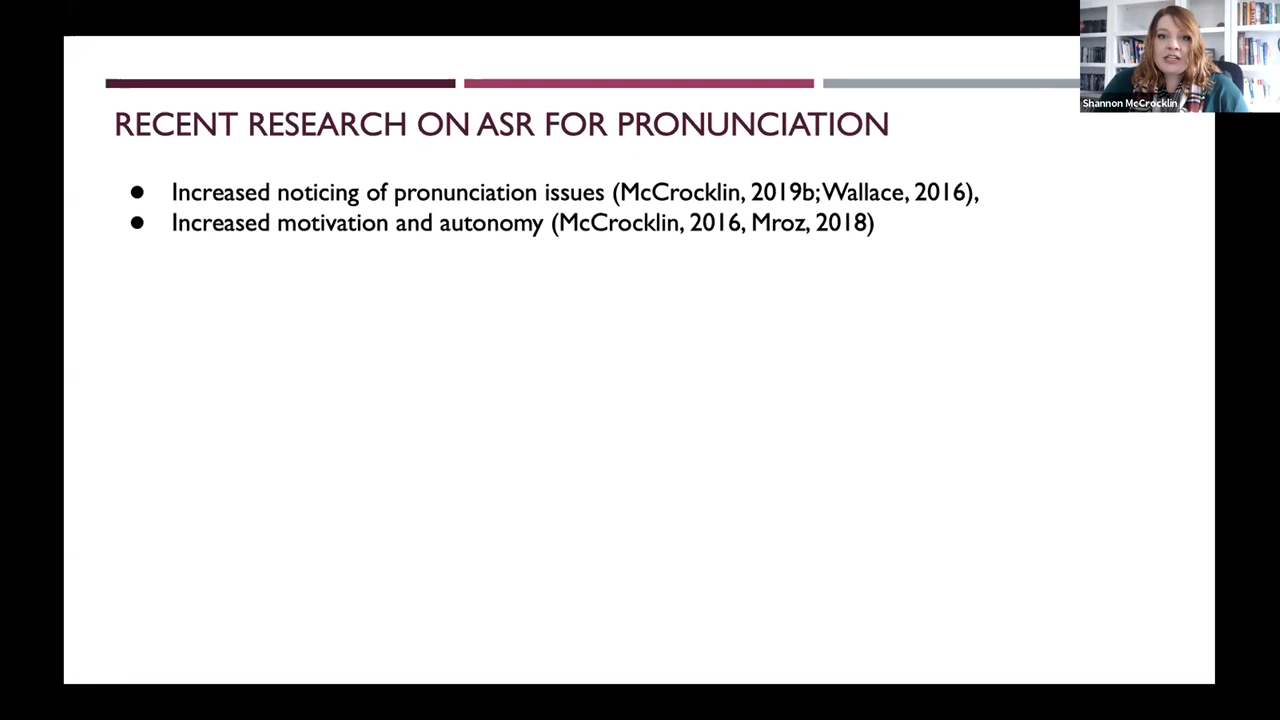 Shannon McCrocklin
RECENT RESEARCH ON ASR FOR PRONUNCIATION
● Increased noticing of pronunciation issues (McCrocklin, 2019b; Wallace, 2016),
● Increased motivation and autonomy (McCrocklin, 2016, Mroz, 2018)